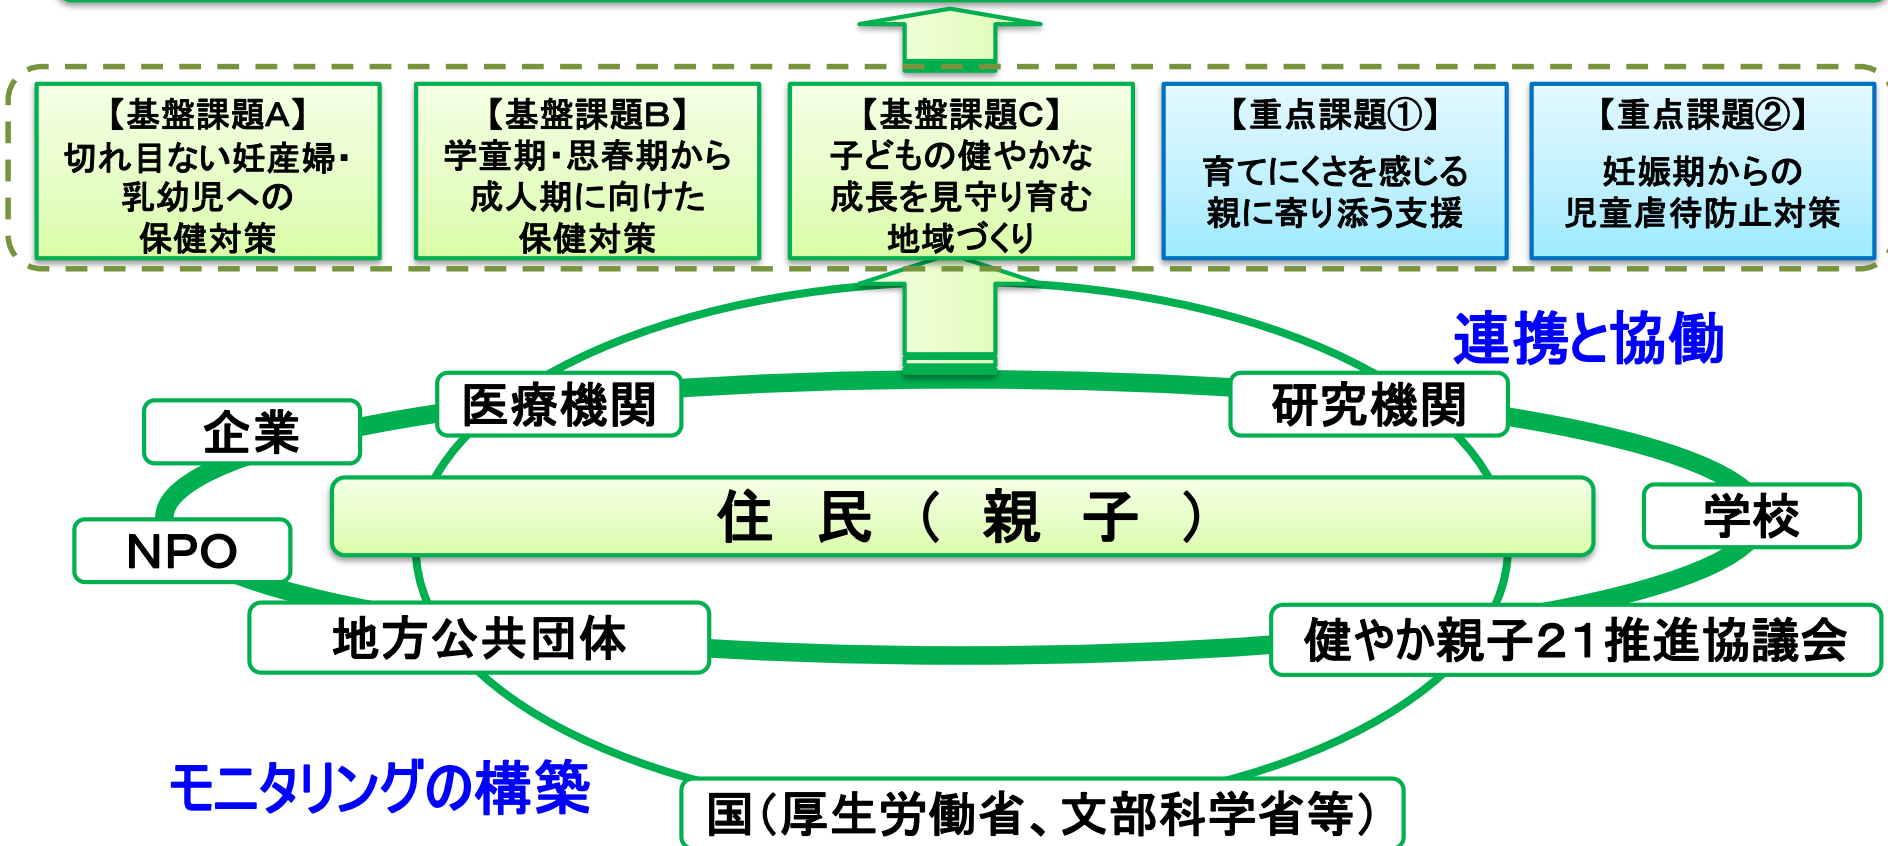 【基盤課題A】
切れ目ない妊産婦・
乳幼児への
保健対策
【基盤課題B】
学童期・思春期から
成人期に向けた
保健対策
【基盤課題C】
子どもの健やかな
成長を見守り育む
地域づくり
【重点課題①】
育てにくさを感じる
親に寄り添う支援
【重点課題②】
妊娠期からの
児童虐待防止対策
連携と協働
医療機関
研究機関
企業
住民(親子)
学校
NPO
地方公共団体
健やか親子21推進協議会
モニタリングの構築
国(厚生労働省、文部科学省等)